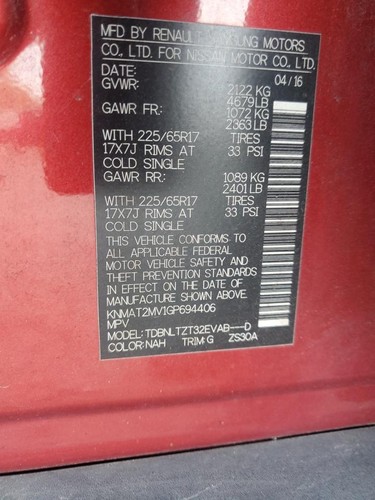 MFD BY RENAULT SAMSUNG MOTORS
CO., LTD. FOR NISSAN MOTOR CO., LTD.
DATE: 04/16
GVWR: 2122 KG
4679 LB
GAWR FR: 1072 KG
2363 LB
WITH 225/65R17 TIRES
17X7J RIMS AT 33 PSI
COLD SINGLE
GAWR RR: 1089 KG
2401 LB
WITH 225/65R17 TIRES
17X7J RIMS AT 33 PSI
COLD SINGLE
THIS VEHICLE CONFORMS TO
ALL APPLICABLE FEDERAL
MOTOR VEHICLE SAFETY AND
THEFT PREVENTION STANDARDS
IN EFFECT ON THE DATE OF
MANUFACTURE SHOWN ABOVE.
KNMAT2MV1GP694406
MPV
MODEL: TDBNLTZT32EVAB---D
COLOR: NAH TRIM: G ZS30A